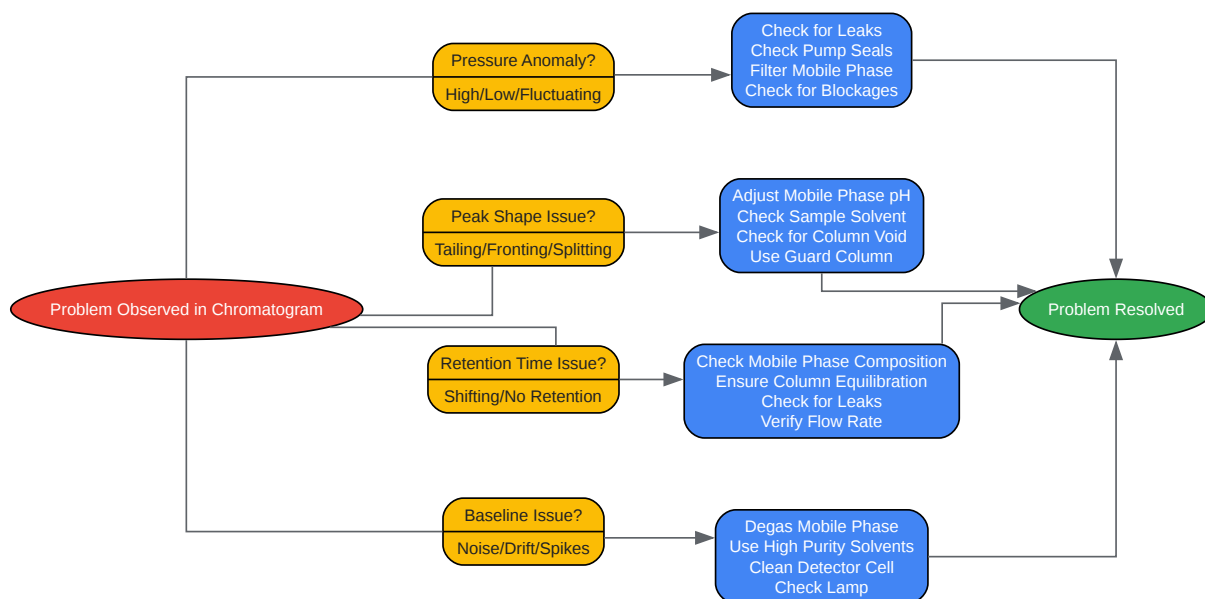 Problem Observed in Chromatogram
Pressure Anomaly?
High/Low/Fluctuating
Check for Leaks
Check Pump Seals
Filter Mobile Phase
Check for Blockages
Peak Shape Issue?
Tailing/Fronting/Splitting
Adjust Mobile Phase pH
Check Sample Solvent
Check for Column Void
Use Guard Column
Retention Time Issue?
Shifting/No Retention
Check Mobile Phase Composition
Ensure Column Equilibration
Check for Leaks
Verify Flow Rate
Baseline Issue?
Noise/Drift/Spikes
Degas Mobile Phase
Use High Purity Solvents
Clean Detector Cell
Check Lamp
Problem Resolved